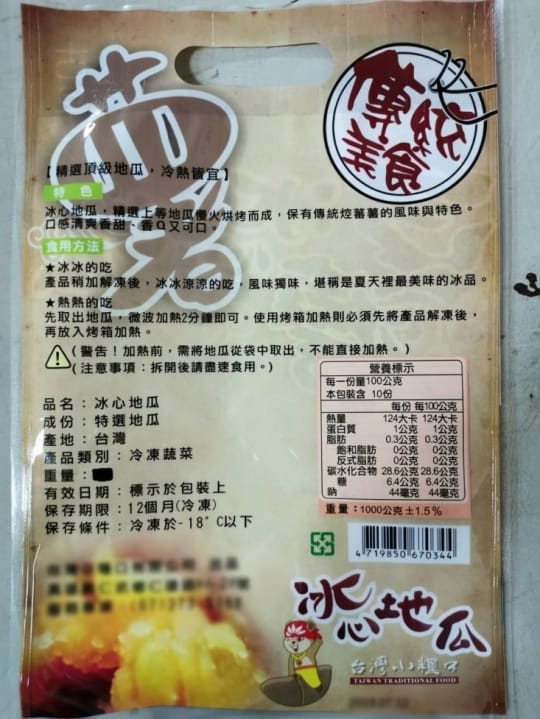 蕃薯
傳統
美食
【精選頂級地瓜，冷熱皆宜】
特 色
冰心地瓜，精選上等地瓜慢火烘烤而成，保有傳統焢蕃薯的風味與特色。
口感清爽香甜、香Q又可口。
食用方法
★冰冰的吃
產品稍加解凍後，冰冰涼涼的吃，風味獨味，堪稱是夏天裡最美味的冰品。
★熱熱的吃
先取出地瓜，微波加熱2分鐘即可。使用烤箱加熱則必須先將產品解凍後，
再放入烤箱加熱。
(警告！加熱前，需將地瓜從袋中取出，不能直接加熱。)
(注意事項：拆開後請盡速食用。)
品名：冰心地瓜
成份：特選地瓜
產地：台灣
產品類別：冷凍蔬菜
重量：
有效日期：標示於包裝上
保存期限：12個月(冷凍)
保存條件：冷凍於-18°C以下
營養標示
每一份量100公克
本包裝含 10份
每份 每100公克
熱量 124大卡 124大卡
蛋白質 1公克 1公克
脂肪 0.3公克 0.3公克
飽和脂肪 0公克 0公克
反式脂肪 0公克 0公克
碳水化合物 28.6公克 28.6公克
糖 6.4公克 6.4公克
鈉 44毫克 44毫克
重量：1000公克±1.5%
4 719850 670344
冰心地瓜
台灣小糧口
TAIWAN TRADITIONAL FOOD